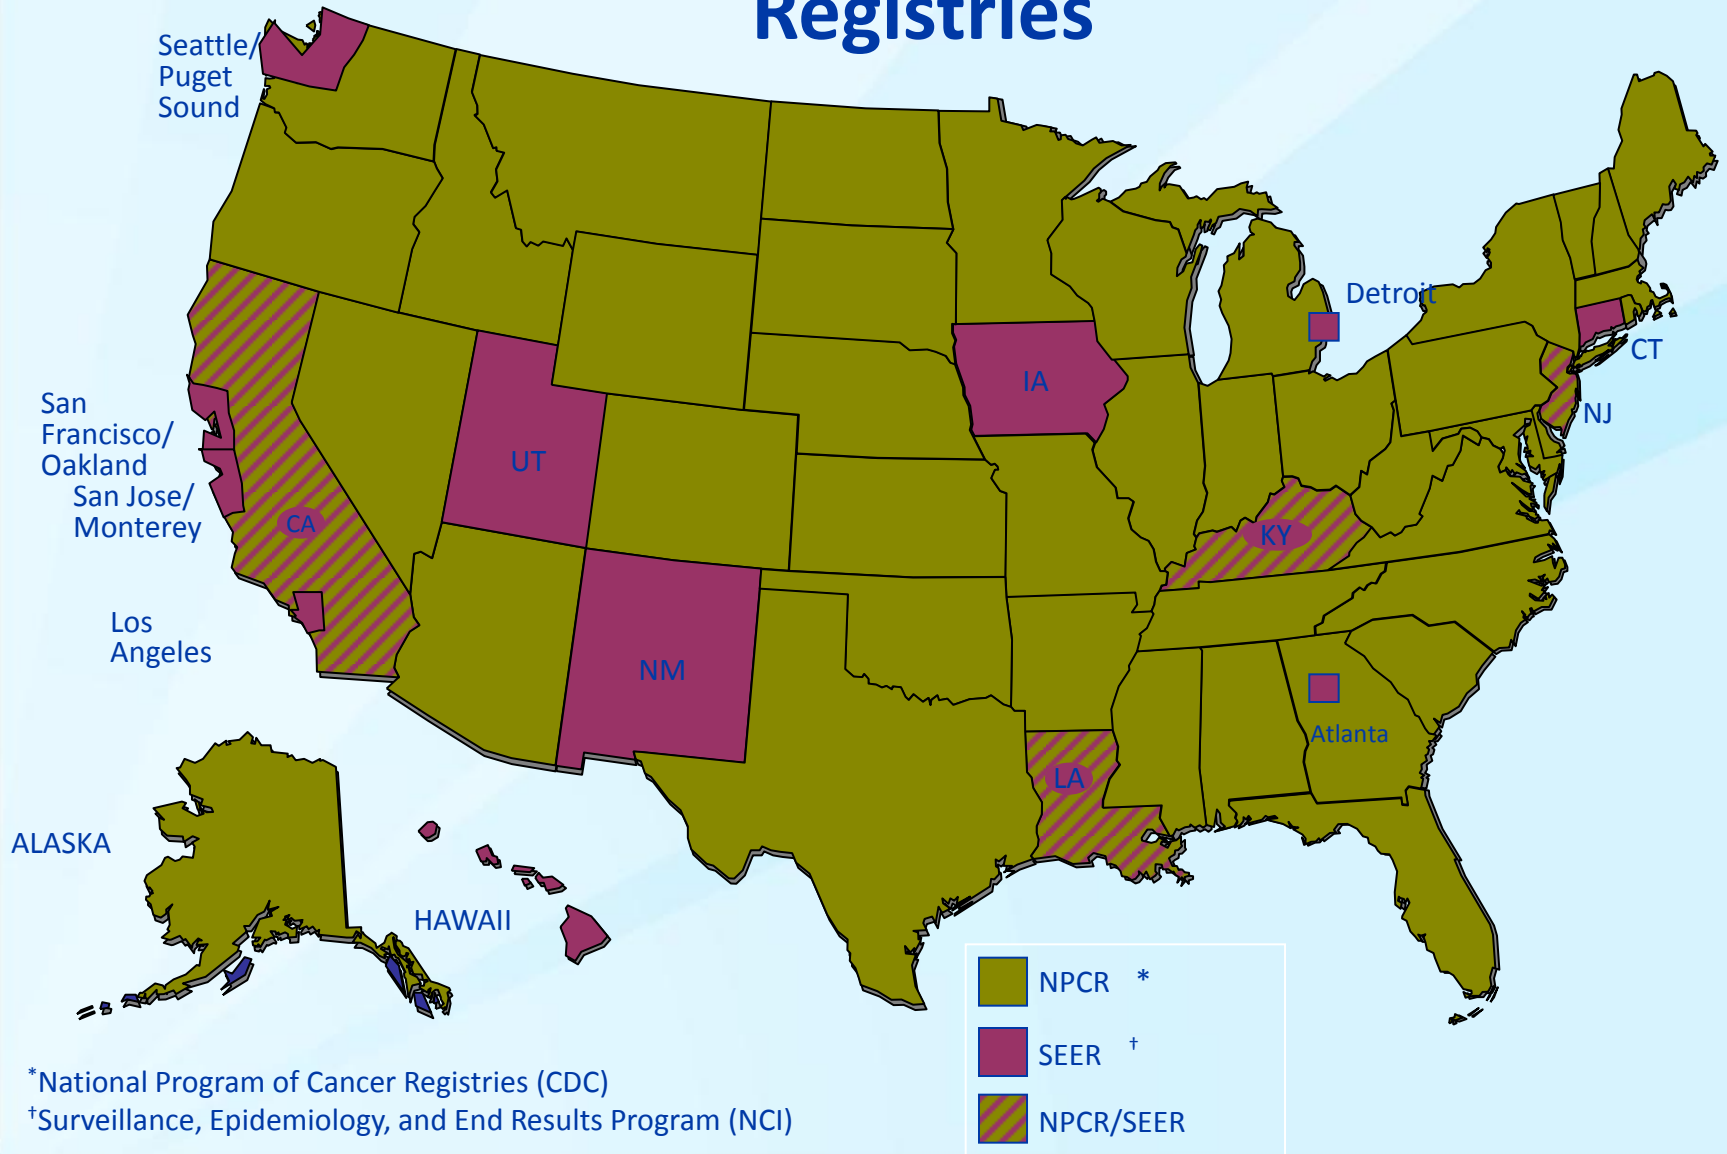 Registries
Seattle/
Puget
Sound
Detroit
CT
IA
San
Francisco/
Oakland
NJ
UT
San Jose/
Monterey
CA
KY
Los
Angeles
NM
Atlanta
LA
ALASKA
HAWAII
NPCR *
SEER †
NPCR/SEER
*National Program of Cancer Registries (CDC)
†Surveillance, Epidemiology, and End Results Program (NCI)